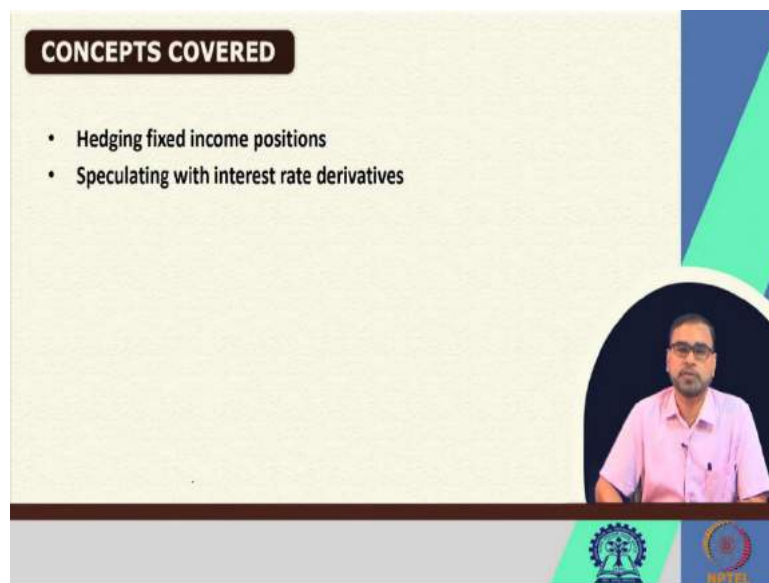 CONCEPTS COVERED
• Hedging fixed income positions
• Speculating with interest rate derivatives
NPTEL